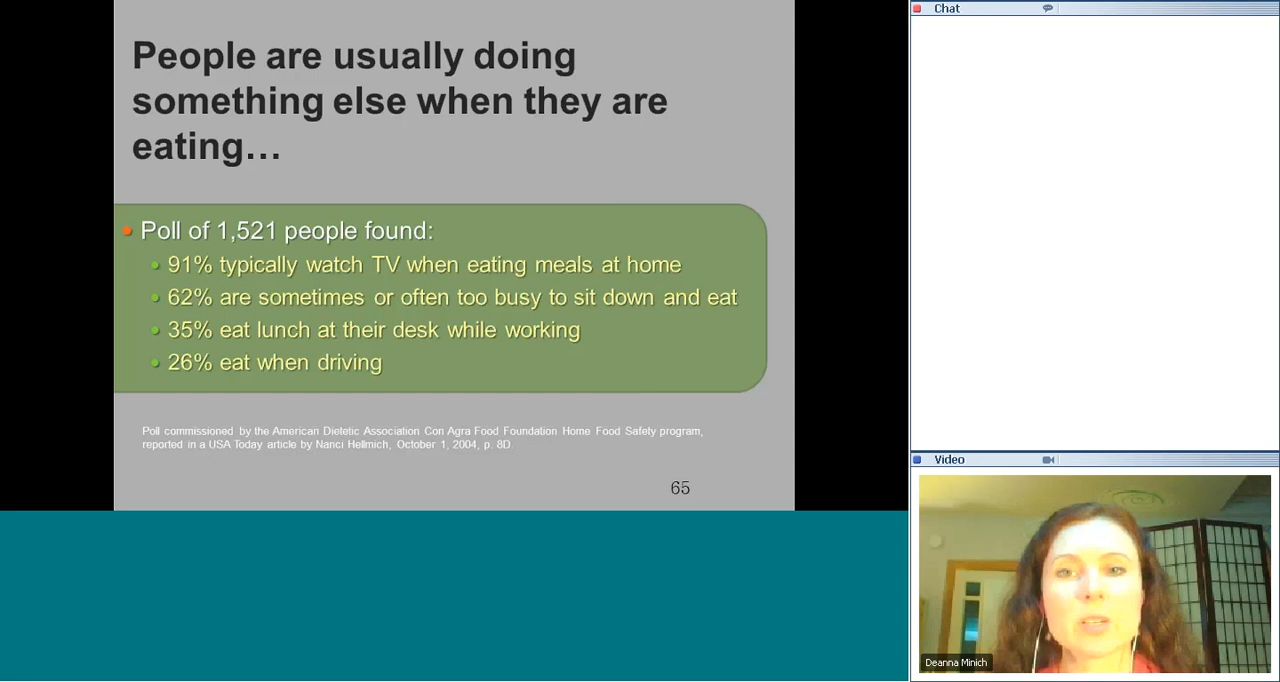 People are usually doing
something else when they are
eating…
Poll of 1,521 people found:
91% typically watch TV when eating meals at home
62% are sometimes or often too busy to sit down and eat
35% eat lunch at their desk while working
26% eat when driving
Poll commissioned by the American Dietetic Association Con Agra Food Foundation Home Food Safety program,
reported in a USA Today article by Nanci Hellmich, October 1, 2004, p. 8D
65
Chat
Video
Deanna Minich